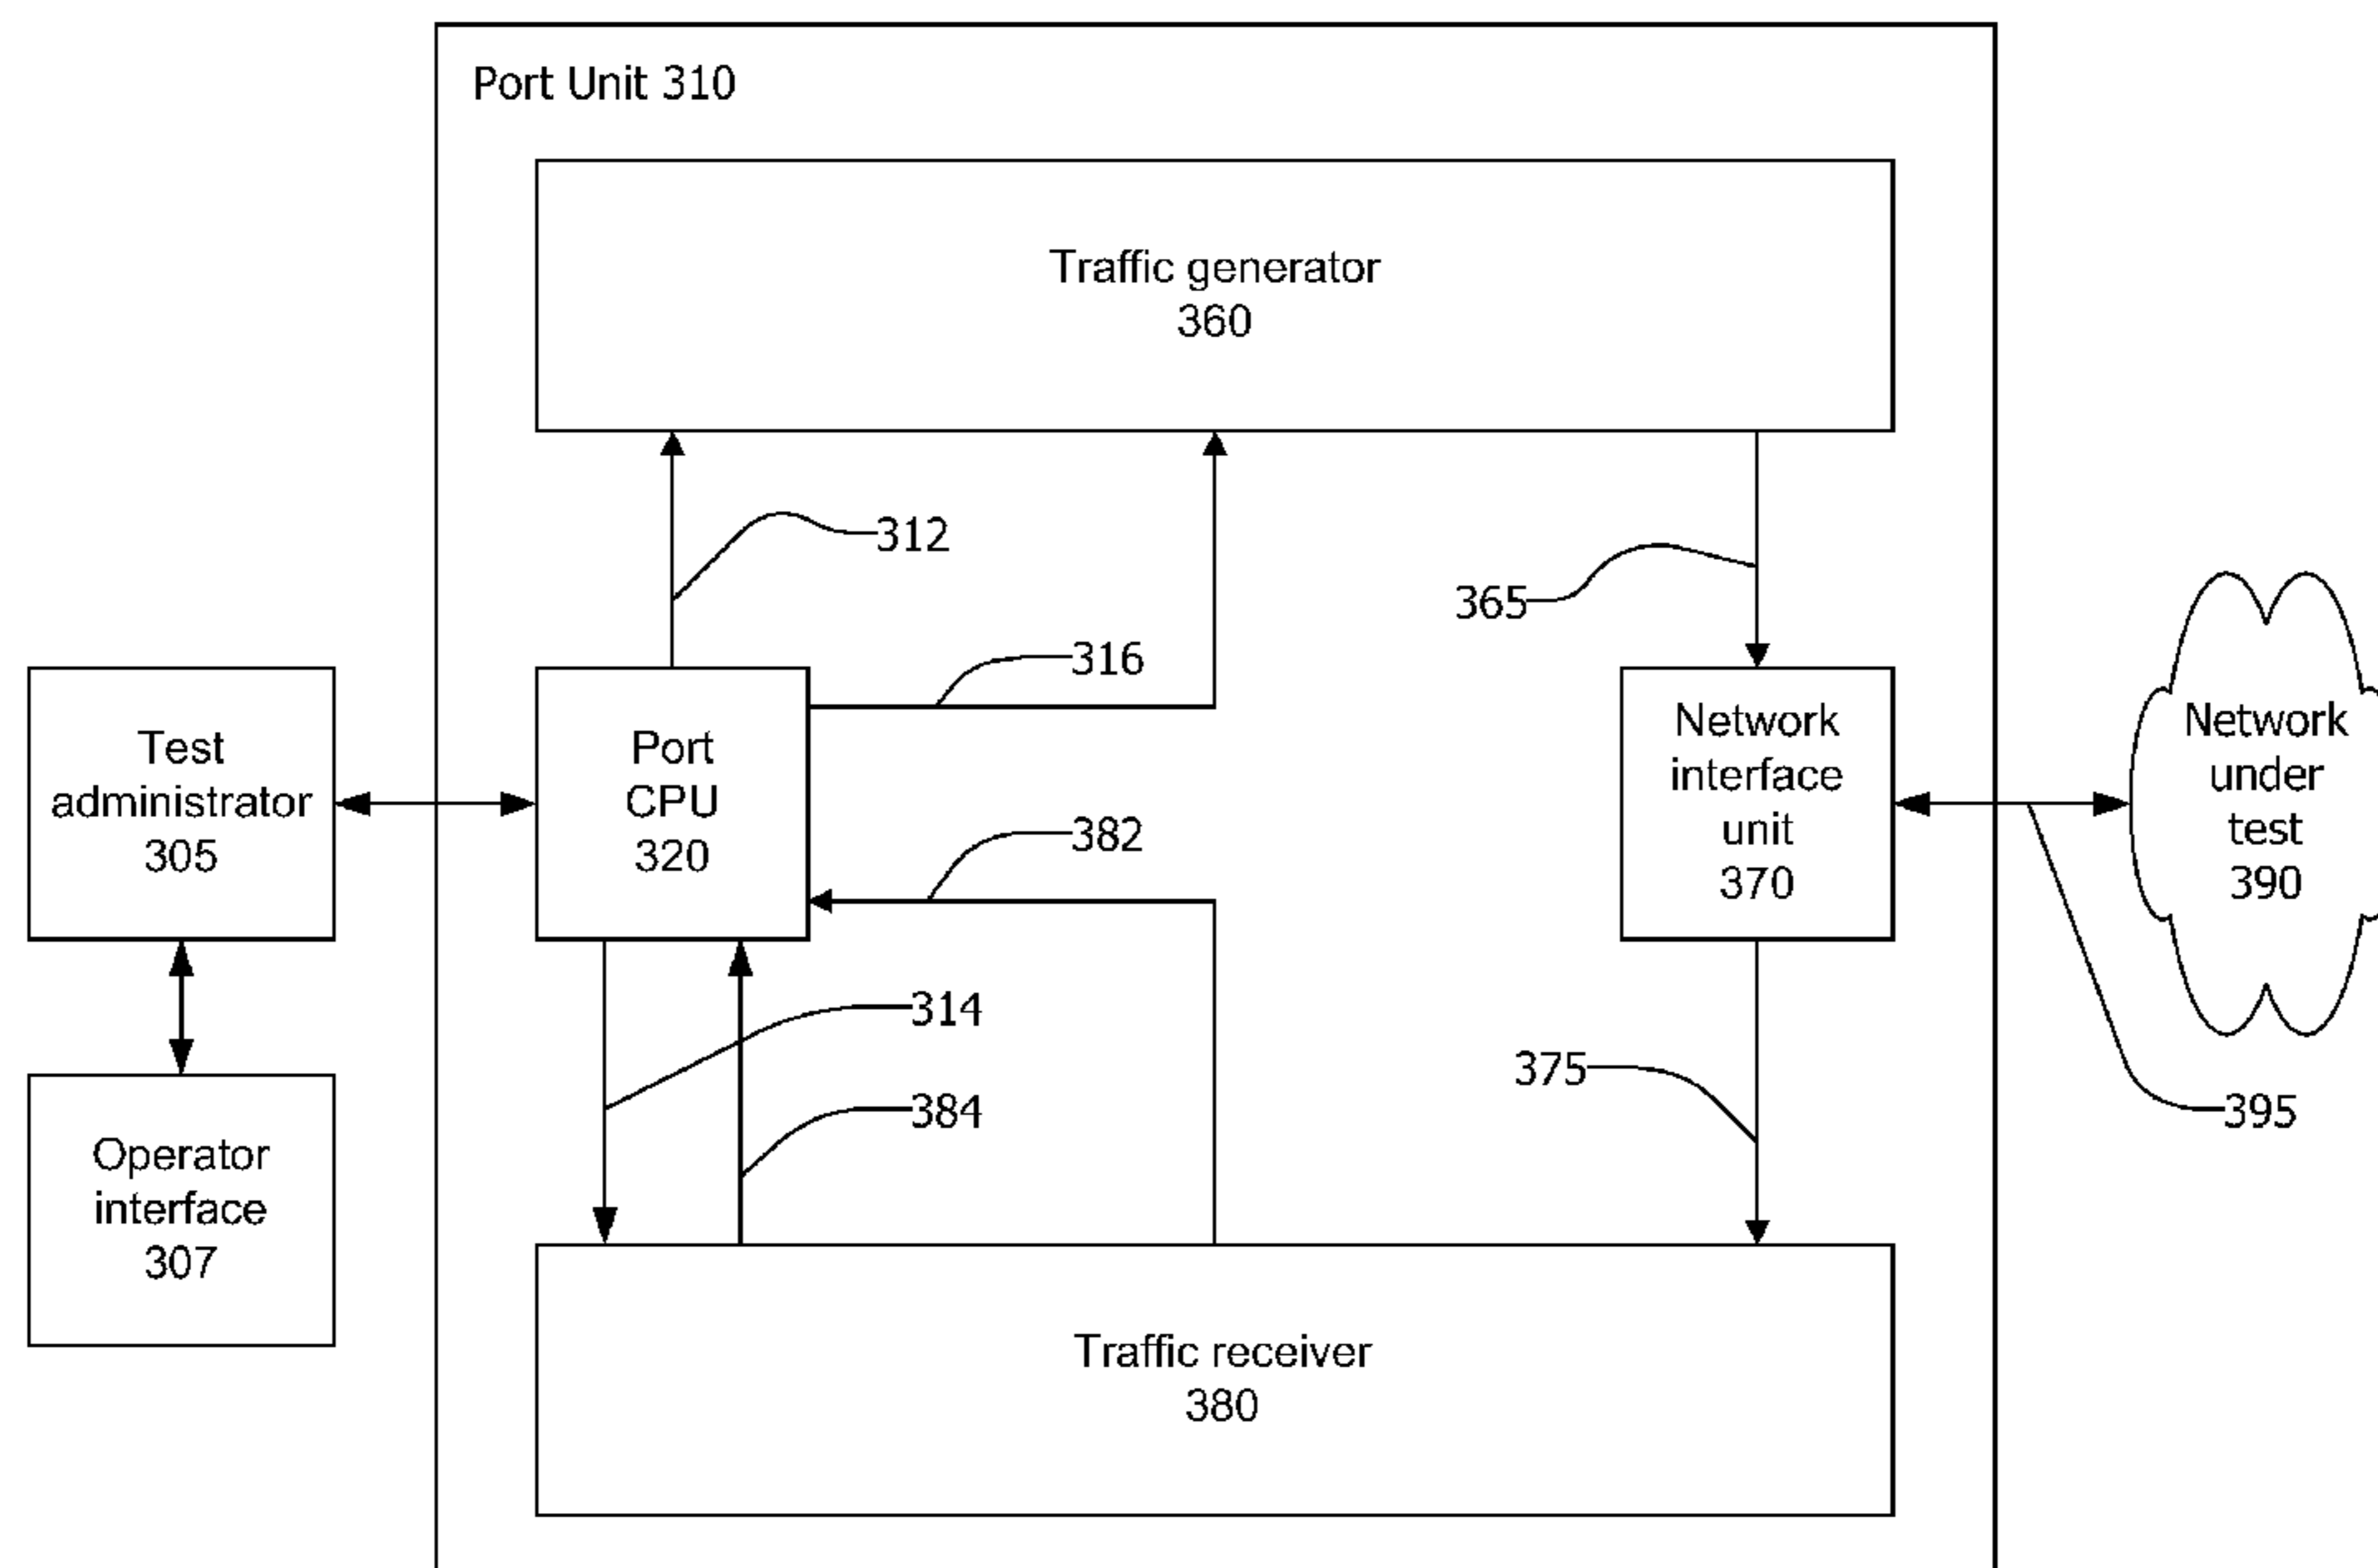 Port Unit 310
Traffic generator
360
312
365
316
Test
administrator
305
Port
CPU
320
Network
interface
unit
370
Network
under
test
390
382
314
375
384
395
Operator
interface
307
Traffic receiver
380